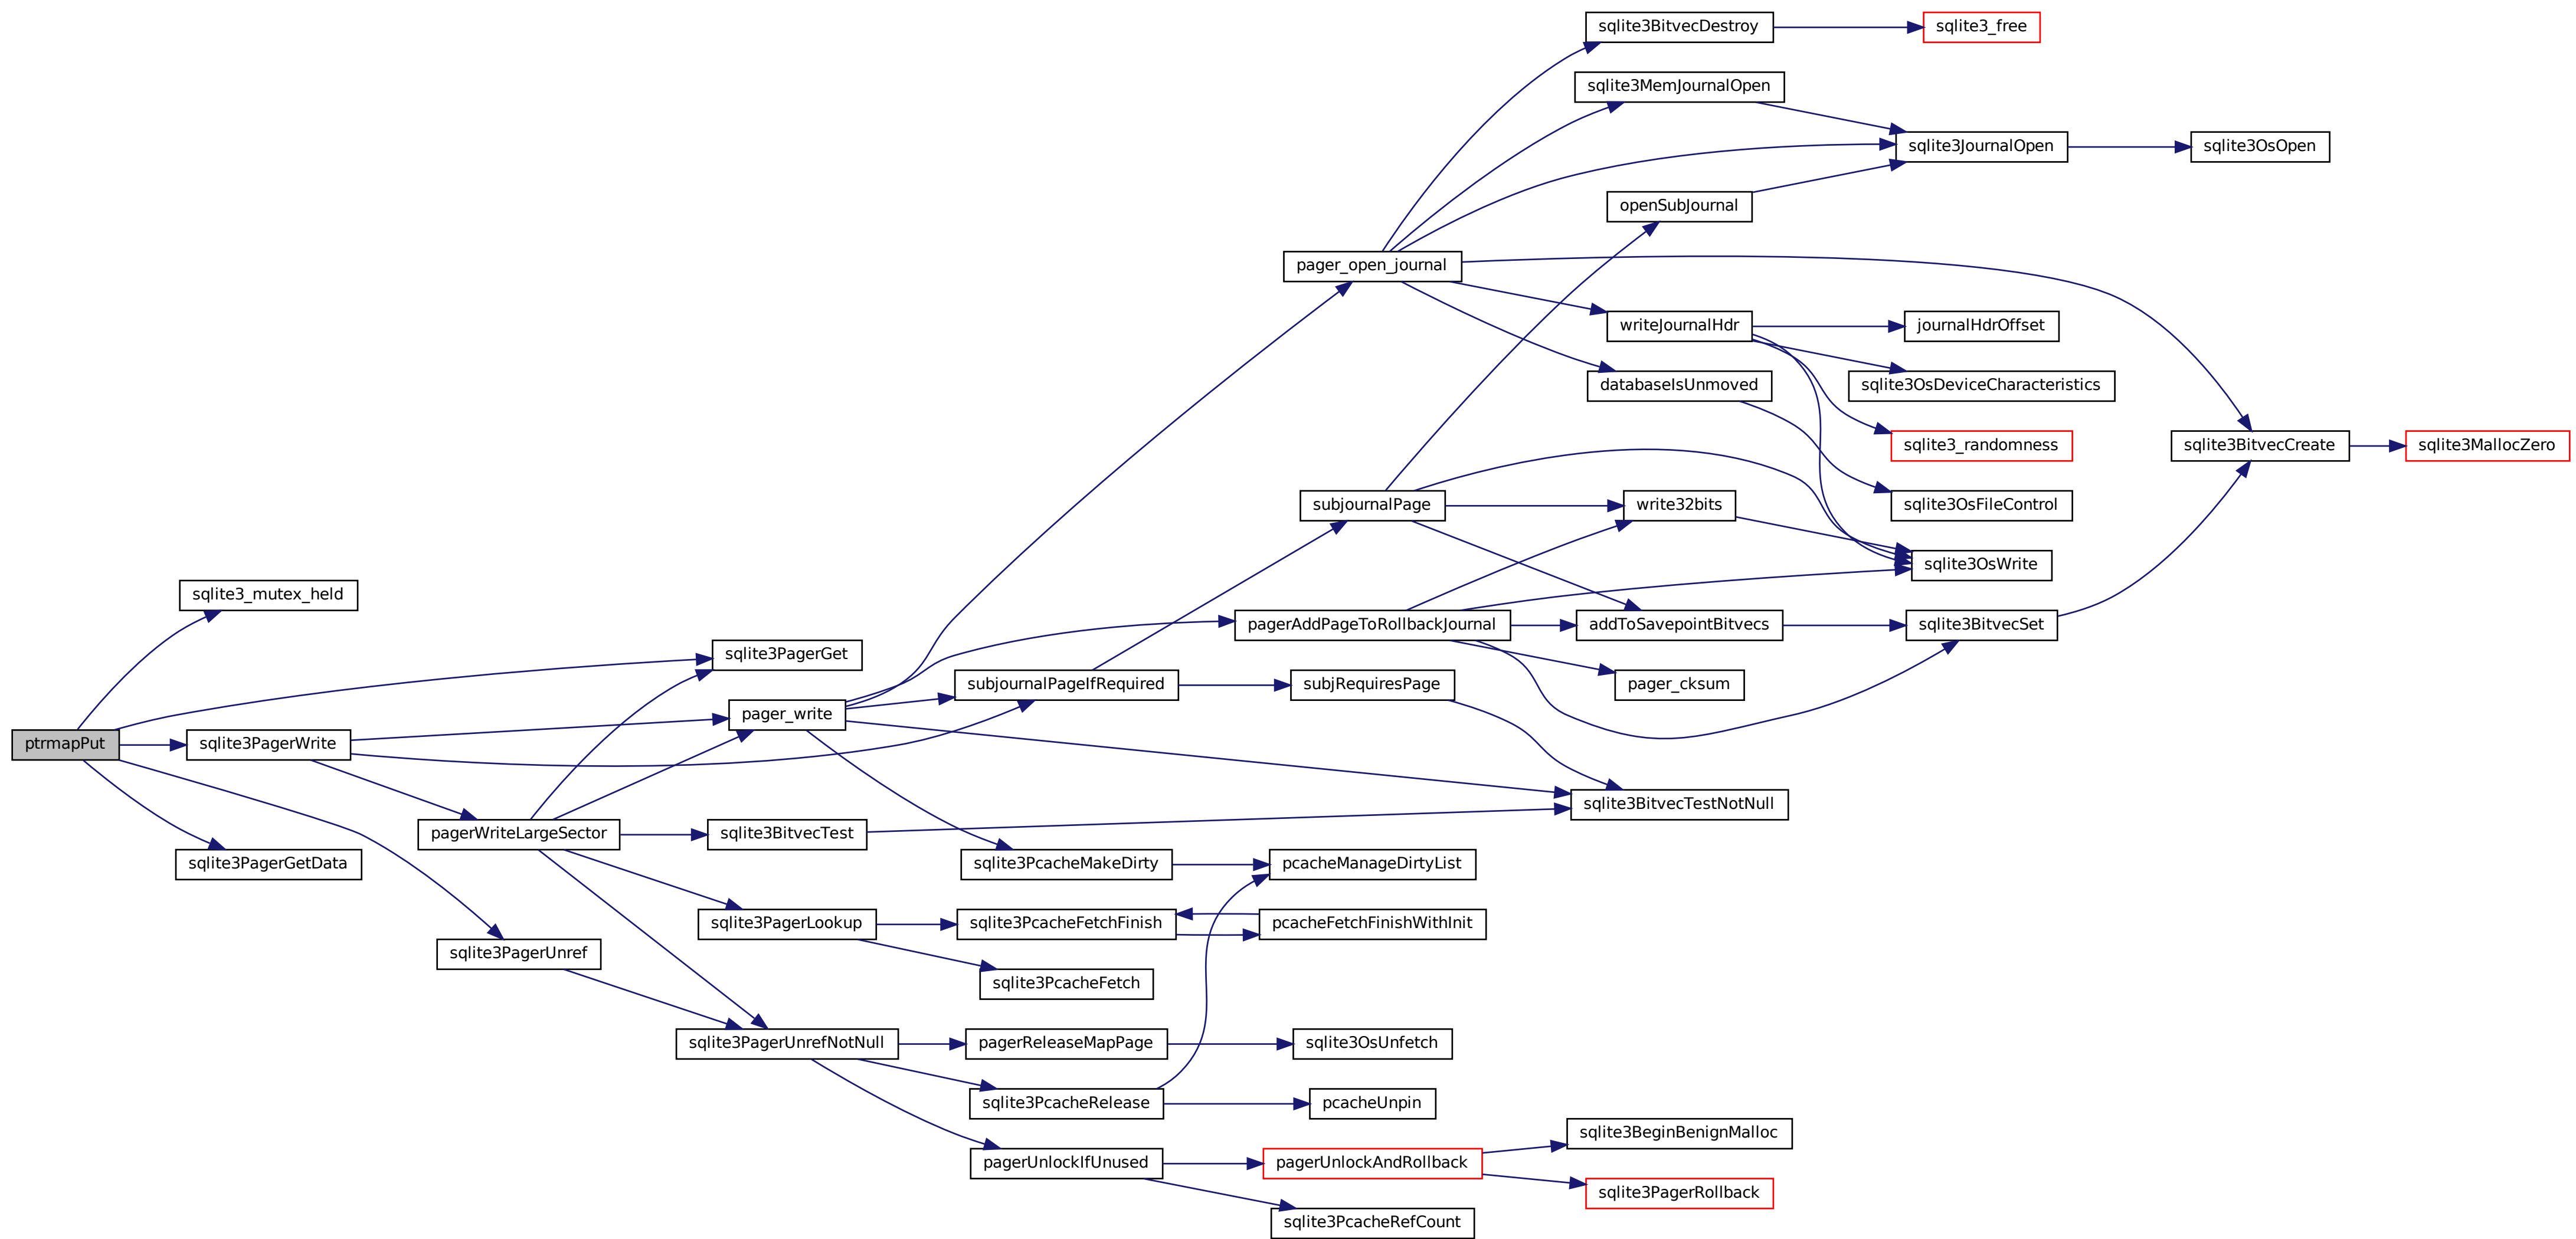 sqlite3BitvecDestroy
sqlite3_free
sqlite3MemJournalOpen
sqlite3JournalOpen
sqlite3OsOpen
openSubJournal
pager_open_journal
writeJournalHdr
journalHdrOffset
databaseIsUnmoved
sqlite3OsDeviceCharacteristics
sqlite3_randomness
sqlite3BitvecCreate
sqlite3MallocZero
subjournalPage
write32bits
sqlite3OsFileControl
sqlite3OsWrite
sqlite3_mutex_held
pagerAddPageToRollbackJournal
addToSavepointBitvecs
sqlite3BitvecSet
sqlite3PagerGet
subjournalPageIfRequired
subjRequiresPage
pager_cksum
pager_write
ptrmapPut
sqlite3PagerWrite
sqlite3BitvecTestNotNull
pagerWriteLargeSector
sqlite3BitvecTest
sqlite3PagerGetData
sqlite3PcacheMakeDirty
pcacheManageDirtyList
sqlite3PagerLookup
sqlite3PcacheFetchFinish
pcacheFetchFinishWithInit
sqlite3PagerUnref
sqlite3PcacheFetch
sqlite3PagerUnrefNotNull
pagerReleaseMapPage
sqlite3OsUnfetch
sqlite3PcacheRelease
pcacheUnpin
sqlite3BeginBenignMalloc
pagerUnlockIfUnused
pagerUnlockAndRollback
sqlite3PagerRollback
sqlite3PcacheRefCount